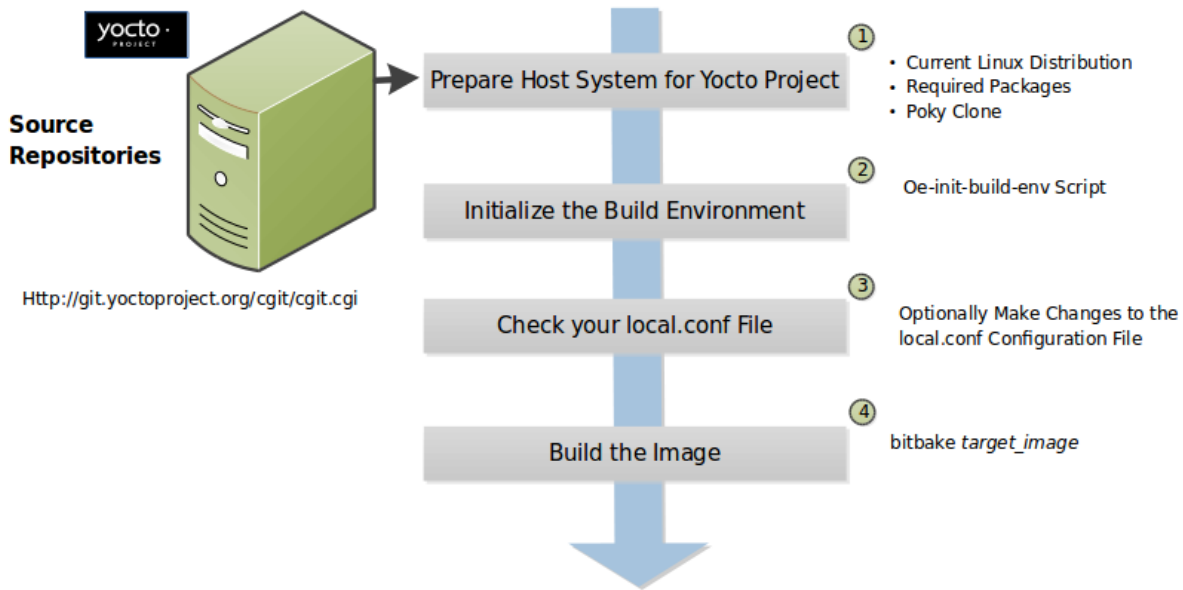 yocto ·
PROJECT
Source
Repositories
Http://git.yoctoproject.org/cgit/cgit.cgi
Prepare Host System for Yocto Project
1
• Current Linux Distribution
• Required Packages
• Poky Clone
Initialize the Build Environment
2
Oe-init-build-env Script
Check your local.conf File
3
Optionally Make Changes to the
local.conf Configuration File
Build the Image
4
bitbake target_image